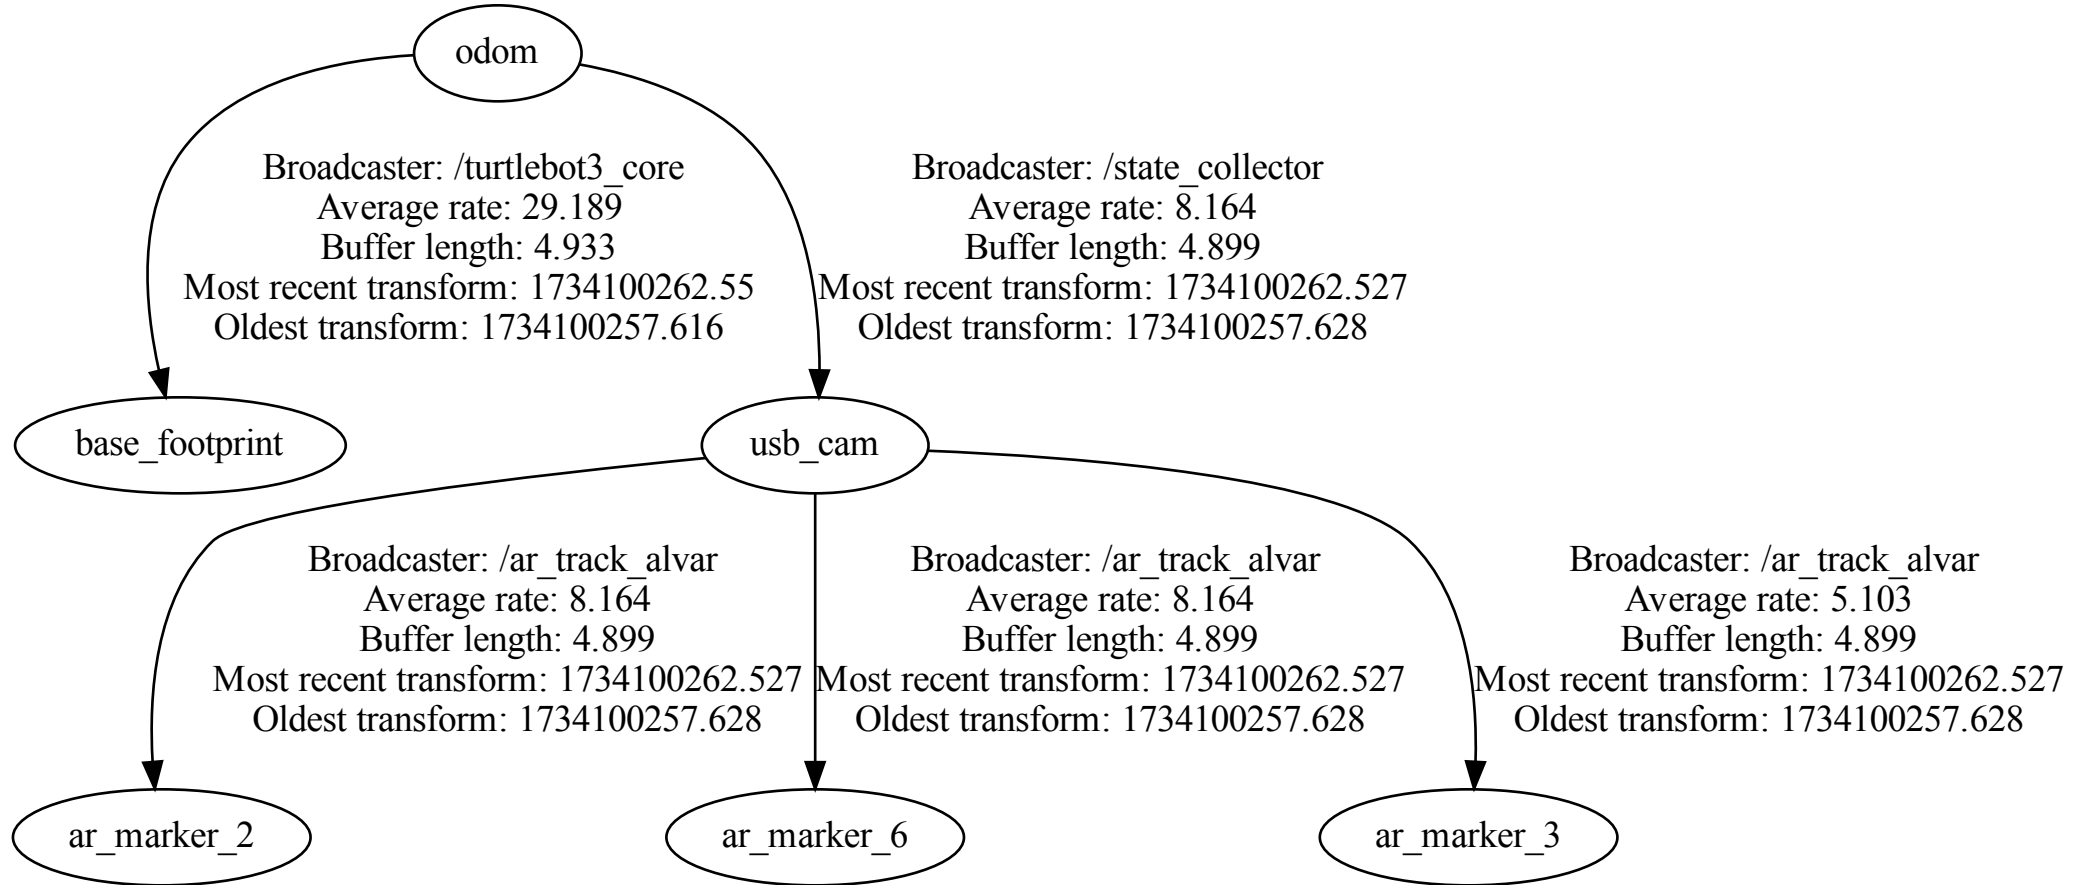 odom
Broadcaster: /turtlebot3_core
Average rate: 29.189
Buffer length: 4.933
Most recent transform: 1734100262.55
Oldest transform: 1734100257.616
Broadcaster: /state_collector
Average rate: 8.164
Buffer length: 4.899
Most recent transform: 1734100262.527
Oldest transform: 1734100257.628
base_footprint
usb_cam
Broadcaster: /ar_track_alvar
Average rate: 8.164
Buffer length: 4.899
Most recent transform: 1734100262.527
Oldest transform: 1734100257.628
Broadcaster: /ar_track_alvar
Average rate: 8.164
Buffer length: 4.899
Most recent transform: 1734100262.527
Oldest transform: 1734100257.628
Broadcaster: /ar_track_alvar
Average rate: 5.103
Buffer length: 4.899
Most recent transform: 1734100262.527
Oldest transform: 1734100257.628
ar_marker_2
ar_marker_6
ar_marker_3